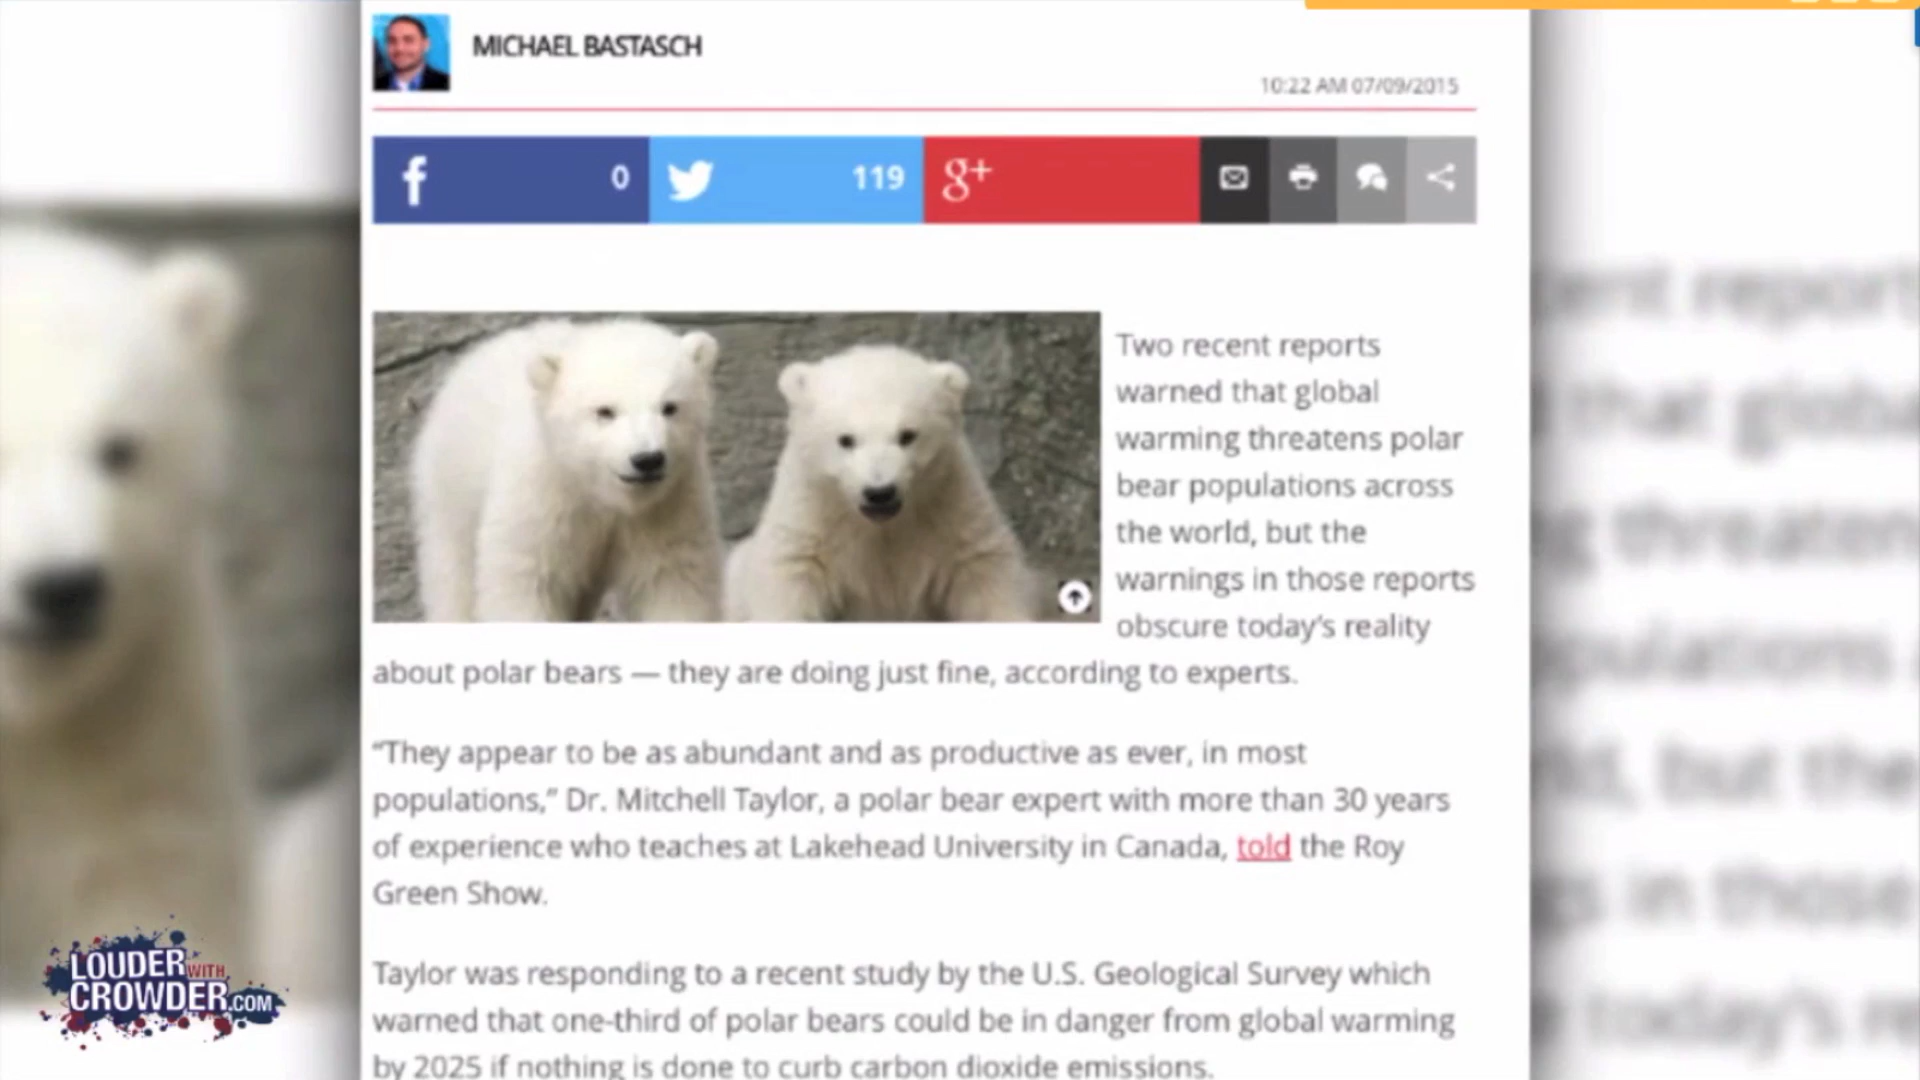 MICHAEL BASTASCH
10:22 AM 07/09/2015
f 0
119
g+
Two recent reports
warned that global
warming threatens polar
bear populations across
the world, but the
warnings in those reports
obscure today's reality
about polar bears — they are doing just fine, according to experts.
“They appear to be as abundant and as productive as ever, in most
populations,” Dr. Mitchell Taylor, a polar bear expert with more than 30 years
of experience who teaches at Lakehead University in Canada, told the Roy
Green Show.
Taylor was responding to a recent study by the U.S. Geological Survey which
warned that one-third of polar bears could be in danger from global warming
by 2025 if nothing is done to curb carbon dioxide emissions.
LOUDER WITH
CROWDER.COM